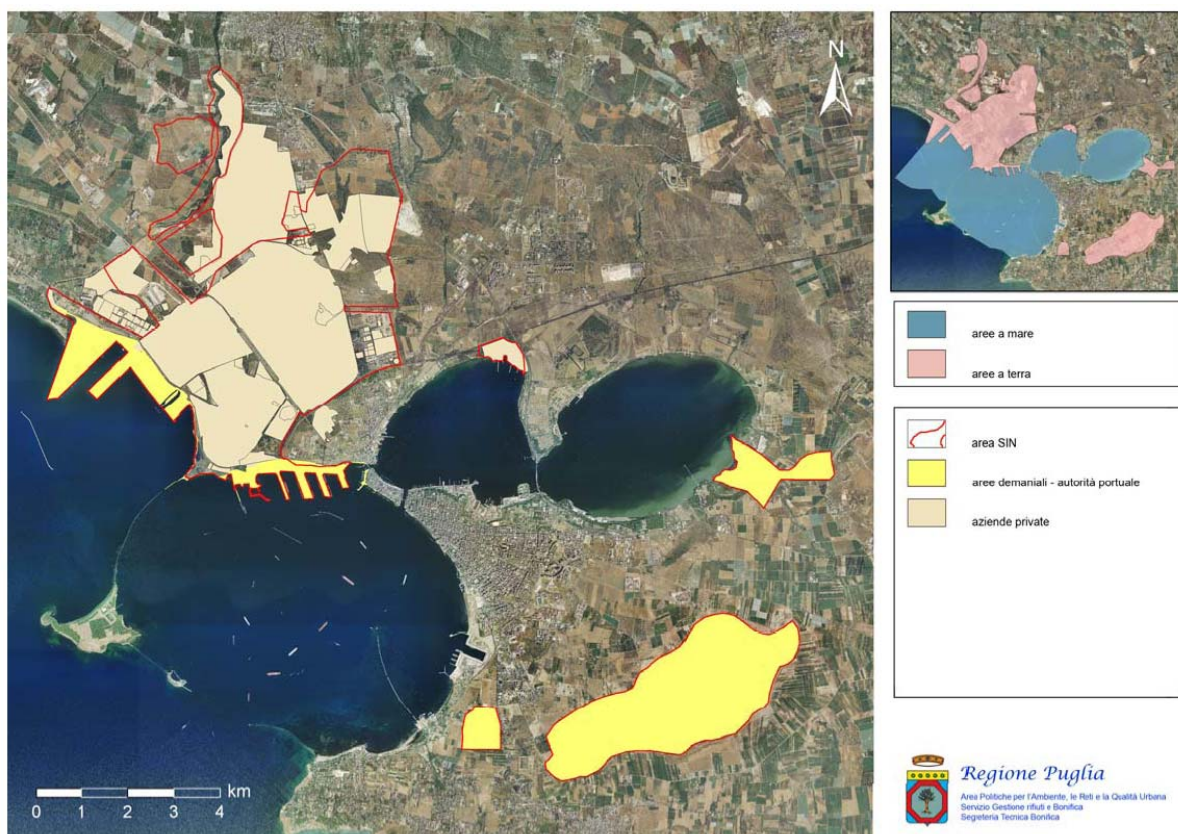 N
0 1 2 3 4 km
aree a mare
aree a terra
area SIN
aree demaniali - autorità portuale
aziende private
Regione Puglia
Area Politiche per l'Ambiente, le Reti e la Qualità Urbana
Servizio Gestione rifiuti e Bonifica
Segreteria Tecnica Bonifica